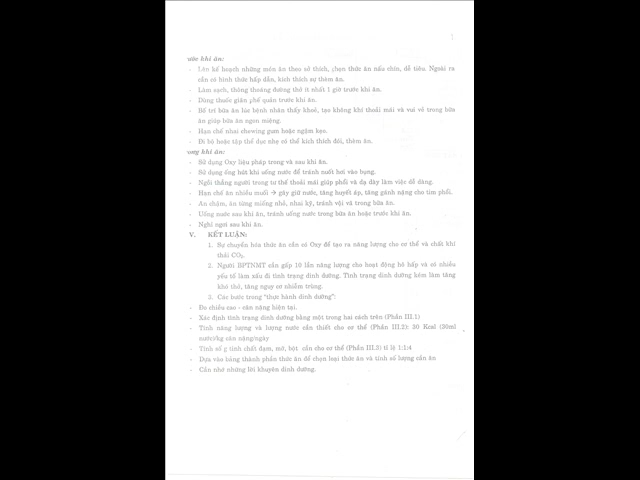 ước khi ăn:
- Lên kế hoạch những món ăn theo sở thích, chọn thức ăn nấu chín, dễ tiêu. Ngoài ra
cần có hình thức hấp dẫn, kích thích sự thèm ăn.
- Làm sạch, thông thoáng đường thở ít nhất 1 giờ trước khi ăn.
- Dùng thuốc giãn phế quản trước khi ăn.
- Bố trí bữa ăn lúc bệnh nhân thấy khoẻ, tạo không khí thoải mái và vui vẻ trong bữa
ăn giúp bữa ăn ngon miệng.
- Hạn chế nhai chewing gum hoặc ngậm kẹo.
- Đi bộ hoặc tập thể dục nhẹ có thể kích thích đói, thèm ăn.
ong khi ăn:
- Sử dụng Oxy liệu pháp trong và sau khi ăn.
- Sử dụng ống hút khi uống nước để tránh nuốt hơi vào bụng.
- Ngồi thẳng người trong tư thế thoải mái giúp phổi và dạ dày làm việc dễ dàng.
- Hạn chế ăn nhiều muối → gây giữ nước, tăng huyết áp, tăng gánh nặng cho tim phổi.
- Ăn chậm, ăn từng miếng nhỏ, nhai kỹ, tránh vội vã trong bữa ăn.
- Uống nước sau khi ăn, tránh uống nước trong bữa ăn hoặc trước khi ăn.
- Nghỉ ngơi sau khi ăn.
V. KẾT LUẬN:
1. Sự chuyển hóa thức ăn cần có Oxy để tạo ra năng lượng cho cơ thể và chất khí
thải CO₂.
2. Người BPTNMT cần gấp 10 lần năng lượng cho hoạt động hô hấp và có nhiều
yếu tố làm xấu đi tình trạng dinh dưỡng. Tình trạng dinh dưỡng kém làm tăng
khó thở, tăng nguy cơ nhiễm trùng.
3. Các bước trong "thực hành dinh dưỡng":
- Đo chiều cao - cân nặng hiện tại.
- Xác định tình trạng dinh dưỡng bằng một trong hai cách trên (Phần III.1)
- Tính năng lượng và lượng nước cần thiết cho cơ thể (Phần III.2): 30 Kcal (30ml
nước)/kg cân nặng/ngày
- Tính số g tinh chất đạm, mỡ, bột cần cho cơ thể (Phần III.3) tỉ lệ 1:1:4
- Dựa vào bảng thành phần thức ăn để chọn loại thức ăn và tính số lượng cần ăn
- Cần nhớ những lời khuyên dinh dưỡng.